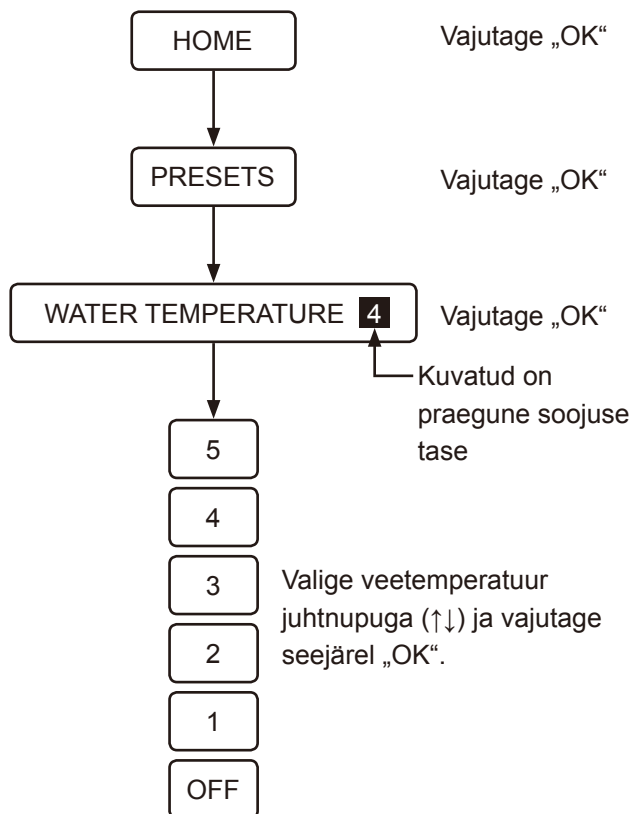 HOME
Vajutage „OK“
PRESETS
Vajutage „OK“
WATER TEMPERATURE 4
Vajutage „OK“
Kuvatud on
praegune soojuse
tase
5
4
3
Valige veetemperatuur
juhtnupuga (↑↓) ja vajutage
seejärel „OK“.
2
1
OFF